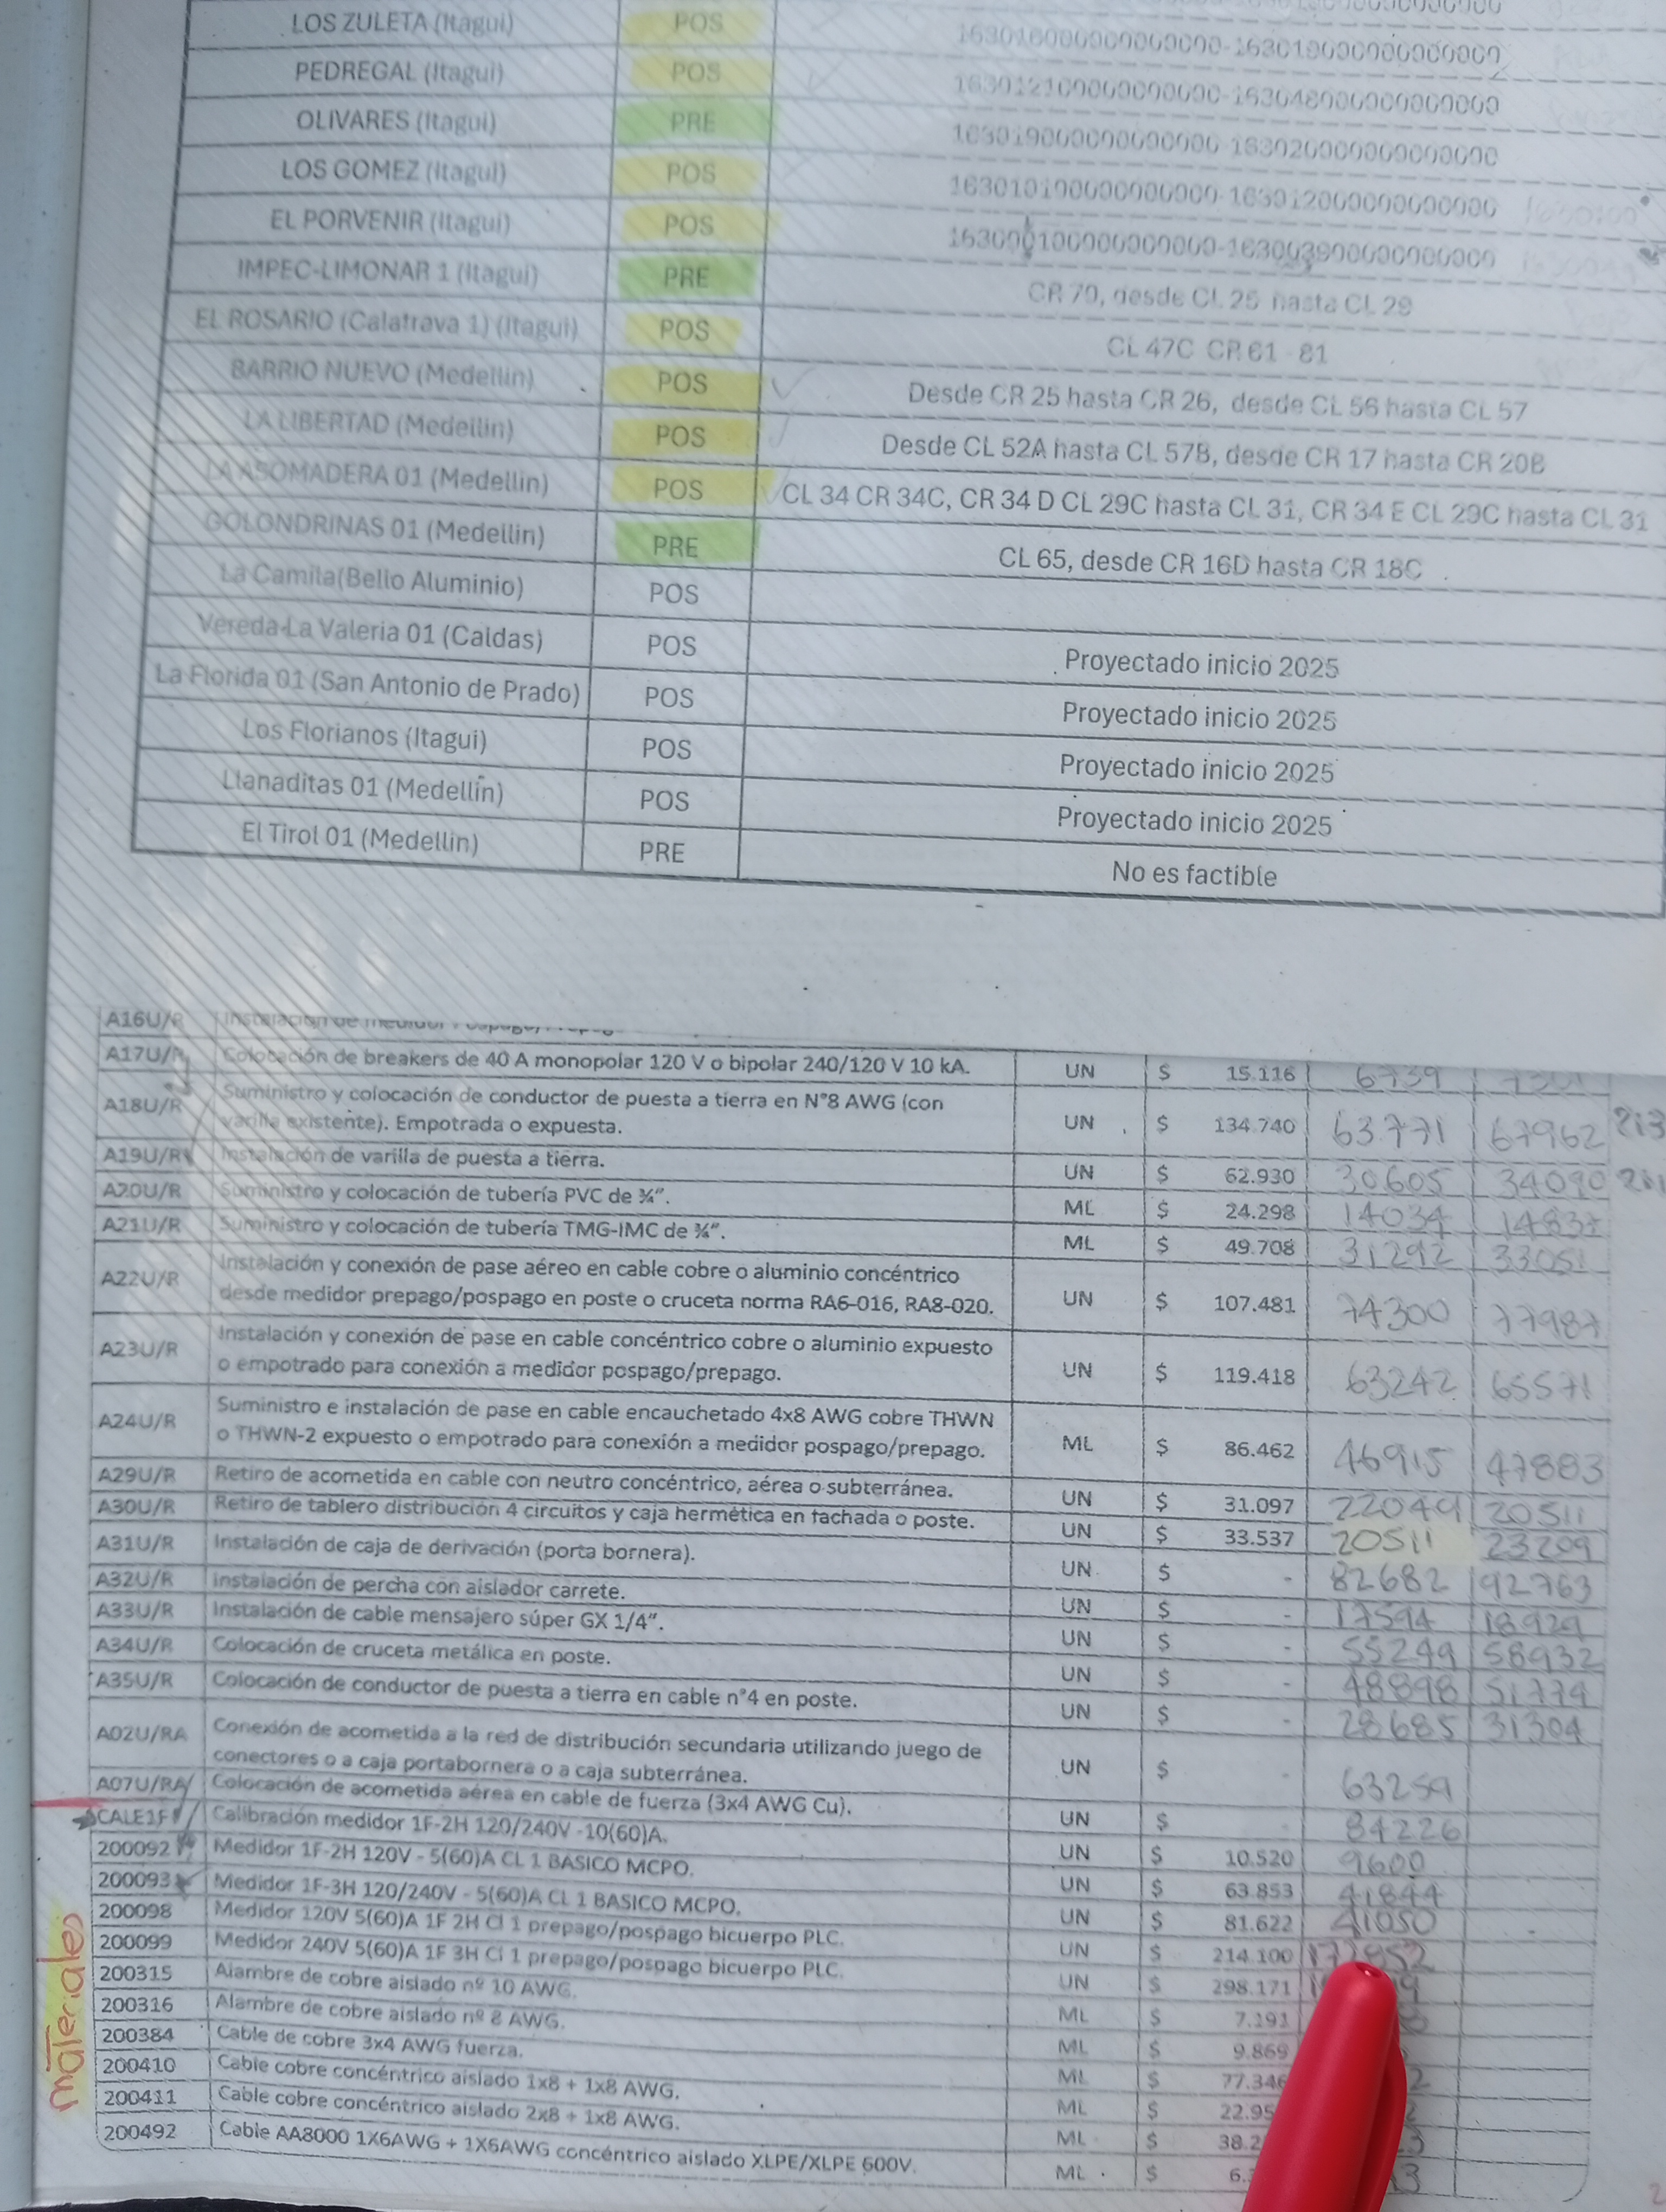 LOS ZULETA (Itagui) POS
PEDREGAL (Itagui) POS
OLIVARES (Itagui) PRE
LOS GOMEZ (Itagui) POS
EL PORVENIR (Itagui) POS
IMPEC-LIMONAR 1 (Itagui) PRE CR 70, desde CL 25 hasta CL 29
EL ROSARIO (Calatrava 1) (Itagui) POS CL 47C CR 61 - 81
BARRIO NUEVO (Medellin) POS Desde CR 25 hasta CR 26, desde CL 56 hasta CL 57
LA LIBERTAD (Medellin) POS Desde CL 52A hasta CL 57B, desde CR 17 hasta CR 20B
LA ASOMADERA 01 (Medellin) POS CL 34 CR 34C, CR 34 D CL 29C hasta CL 31, CR 34 E CL 29C hasta CL 31
GOLONDRINAS 01 (Medellin) PRE CL 65, desde CR 16D hasta CR 18C
La Camila(Bello Aluminio) POS
Vereda-La Valeria 01 (Caldas) POS Proyectado inicio 2025
La Florida 01 (San Antonio de Prado) POS Proyectado inicio 2025
Los Florianos (Itagui) POS Proyectado inicio 2025
Llanaditas 01 (Medellin) POS Proyectado inicio 2025
El Tirol 01 (Medellin) PRE No es factible
A16U/R Instalación de medidor
A17U/R Colocación de breakers de 40 A monopolar 120 V o bipolar 240/120 V 10 kA. UN $ 15.116 6739
A18U/R Suministro y colocación de conductor de puesta a tierra en N°8 AWG (con
varilla existente). Empotrada o expuesta. UN $ 134.740 63771 67962
A19U/R Instalación de varilla de puesta a tierra. UN $ 62.930 30605 34090
A20U/R Suministro y colocación de tubería PVC de ¾”. ML $ 24.298 14034 14837
A21U/R Suministro y colocación de tubería TMG-IMC de ¾”. ML $ 49.708 31292 33051
A22U/R Instalación y conexión de pase aéreo en cable cobre o aluminio concéntrico
desde medidor prepago/pospago en poste o cruceta norma RA6-016, RA8-020. UN $ 107.481 74300 77987
A23U/R Instalación y conexión de pase en cable concéntrico cobre o aluminio expuesto
o empotrado para conexión a medidor pospago/prepago. UN $ 119.418 63242 65571
A24U/R Suministro e instalación de pase en cable encauchetado 4x8 AWG cobre THWN
o THWN-2 expuesto o empotrado para conexión a medidor pospago/prepago. ML $ 86.462 46915 47883
A29U/R Retiro de acometida en cable con neutro concéntrico, aérea o subterránea. UN $ 31.097 22049 20511
A30U/R Retiro de tablero distribución 4 circuitos y caja hermética en fachada o poste. UN $ 33.537 20511 23209
A31U/R Instalación de caja de derivación (porta bornera). UN $ - 82682 92763
A32U/R Instalación de percha con aislador carrete. UN $ - 17594 18929
A33U/R Instalación de cable mensajero súper GX 1/4”. UN $ - 55249 58932
A34U/R Colocación de cruceta metálica en poste. UN $ - 48898 51774
A35U/R Colocación de conductor de puesta a tierra en cable n°4 en poste. UN $ - 28685 31304
A02U/RA Conexión de acometida a la red de distribución secundaria utilizando juego de
conectores o a caja portabornera o a caja subterránea. UN $ - 63259
A07U/RA Colocación de acometida aérea en cable de fuerza (3x4 AWG Cu). UN $ - 84226
CALE1F Calibración medidor 1F-2H 120/240V -10(60)A. UN $ 10.520 9600
200092 Medidor 1F-2H 120V - 5(60)A CL 1 BASICO MCPO. UN $ 63.853 41844
200093 Medidor 1F-3H 120/240V - 5(60)A CL 1 BASICO MCPO. UN $ 81.622 41050
200098 Medidor 120V 5(60)A 1F 2H Cl 1 prepago/pospago bicuerpo PLC. UN $ 214.100
200099 Medidor 240V 5(60)A 1F 3H Cl 1 prepago/pospago bicuerpo PLC. UN $ 298.171
200315 Alambre de cobre aislado nº 10 AWG. ML $ 7.191
200316 Alambre de cobre aislado nº 8 AWG. ML $ 9.869
200384 Cable de cobre 3x4 AWG fuerza. ML $ 77.346
200410 Cable cobre concéntrico aislado 1x8 + 1x8 AWG. ML $ 22.95
200411 Cable cobre concéntrico aislado 2x8 + 1x8 AWG. ML $ 38.2
200492 Cable AA8000 1X6AWG + 1X6AWG concéntrico aislado XLPE/XLPE 600V. ML $ 6.
materiales